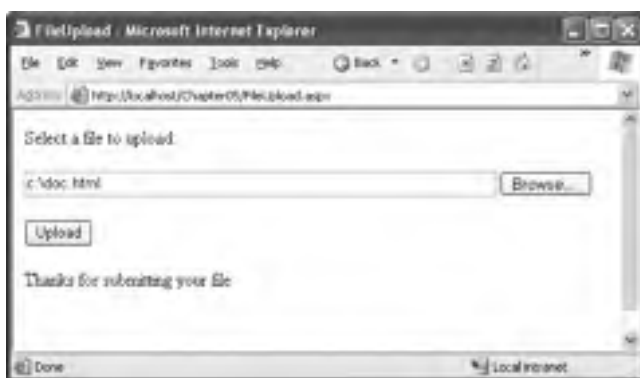 FileUpload - Microsoft Internet Explorer
File Edit View Favorites Tools Help Back »
Address http://localhost/Chapter05/FileUpload.aspx
Select a file to upload:
c:\doc.html Browse...
Upload
Thanks for submitting your file
Done Local intranet